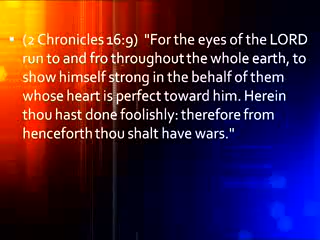 ▪ (2 Chronicles 16:9)  "For the eyes of the LORD
run to and fro throughout the whole earth, to
show himself strong in the behalf of them
whose heart is perfect toward him. Herein
thou hast done foolishly: therefore from
henceforth thou shalt have wars."